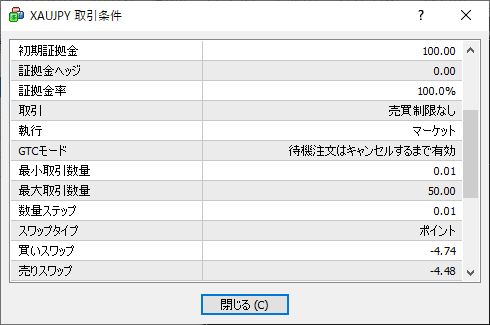 XAUJPY 取引条件
初期証拠金 100.00
証拠金ヘッジ 0.00
証拠金率 100.0%
取引 売買制限なし
執行 マーケット
GTCモード 待機注文はキャンセルするまで有効
最小取引数量 0.01
最大取引数量 50.00
数量ステップ 0.01
スワップタイプ ポイント
買いスワップ -4.74
売りスワップ -4.48
閉じる (C)